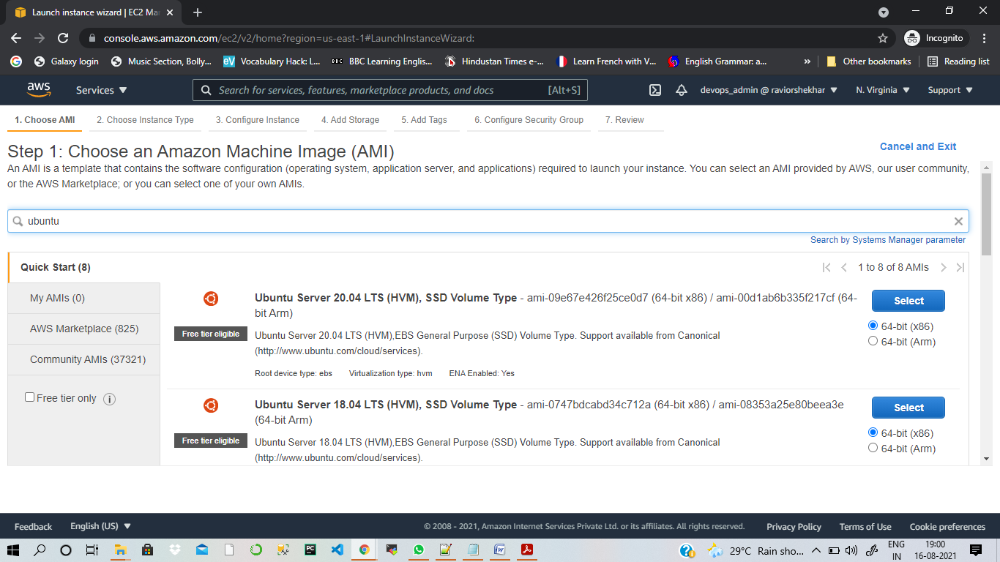 Launch instance wizard | EC2 Ma
console.aws.amazon.com/ec2/v2/home?region=us-east-1#LaunchInstanceWizard:
Incognito
Galaxy login
Music Section, Bolly...
eV
Vocabulary Hack: L...
BBC
BBC Learning Englis...
Hindustan Times e-...
Learn French with V...
English Grammar: a...
»
Other bookmarks
Reading list
aws
Services
Search for services, features, marketplace products, and docs
[Alt+S]
devops_admin @ raviorshekhar
N. Virginia
Support
1. Choose AMI
2. Choose Instance Type
3. Configure Instance
4. Add Storage
5. Add Tags
6. Configure Security Group
7. Review
Step 1: Choose an Amazon Machine Image (AMI)
Cancel and Exit
An AMI is a template that contains the software configuration (operating system, application server, and applications) required to launch your instance. You can select an AMI provided by AWS, our user community,
or the AWS Marketplace; or you can select one of your own AMIs.
ubuntu
Search by Systems Manager parameter
Quick Start (8)
1 to 8 of 8 AMIs
My AMIs (0)
AWS Marketplace (825)
Community AMIs (37321)
Free tier only
Ubuntu Server 20.04 LTS (HVM), SSD Volume Type - ami-09e67e426f25ce0d7 (64-bit x86) / ami-00d1ab6b335f217cf (64-
bit Arm)
Select
Free tier eligible
Ubuntu Server 20.04 LTS (HVM),EBS General Purpose (SSD) Volume Type. Support available from Canonical
(http://www.ubuntu.com/cloud/services).
64-bit (x86)
64-bit (Arm)
Root device type: ebs
Virtualization type: hvm
ENA Enabled: Yes
Ubuntu Server 18.04 LTS (HVM), SSD Volume Type - ami-0747bdcabd34c712a (64-bit x86) / ami-08353a25e80beea3e
(64-bit Arm)
Select
Free tier eligible
Ubuntu Server 18.04 LTS (HVM),EBS General Purpose (SSD) Volume Type. Support available from Canonical
(http://www.ubuntu.com/cloud/services).
64-bit (x86)
64-bit (Arm)
Feedback
English (US)
© 2008 - 2021, Amazon Internet Services Private Ltd. or its affiliates. All rights reserved.
Privacy Policy
Terms of Use
Cookie preferences
29°C
Rain sho...
ENG
IN
19:00
16-08-2021